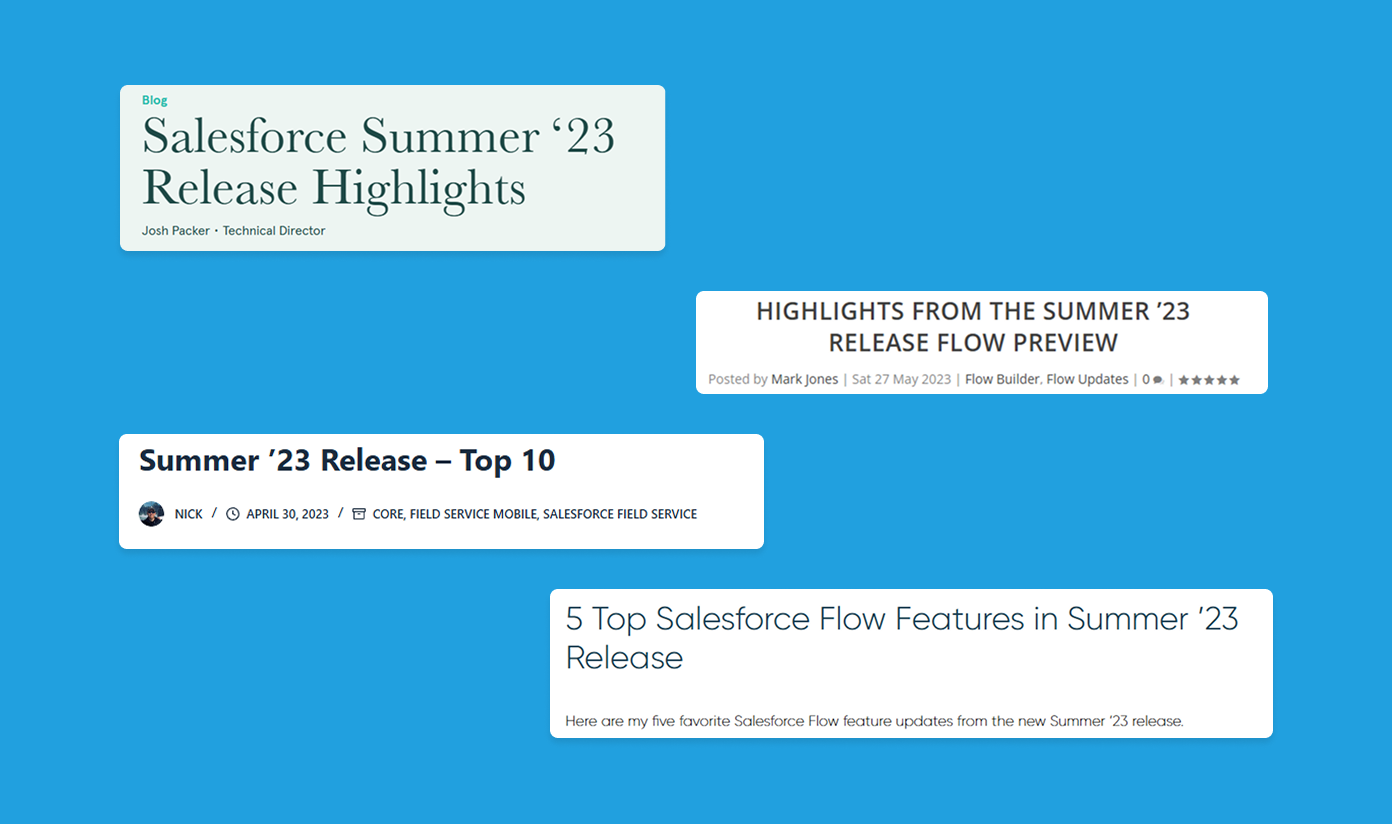 Blog
Salesforce Summer ‘23
Release Highlights
Josh Packer • Technical Director
HIGHLIGHTS FROM THE SUMMER ’23
RELEASE FLOW PREVIEW
Posted by Mark Jones | Sat 27 May 2023 | Flow Builder, Flow Updates | 0 | ★★★★★
Summer ’23 Release – Top 10
NICK / APRIL 30, 2023 / CORE, FIELD SERVICE MOBILE, SALESFORCE FIELD SERVICE
5 Top Salesforce Flow Features in Summer ’23
Release
Here are my five favorite Salesforce Flow feature updates from the new Summer ’23 release.